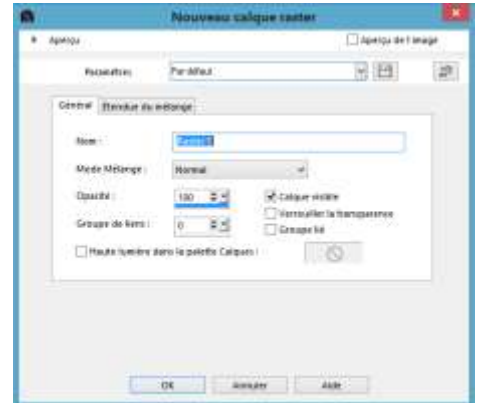 Nouveau calque raster
Aperçu
Aperçu de l'image
Paramètres
Par défaut
Général
Étendue du mélange
Nom :
Raster 1
Mode Mélange :
Normal
Opacité :
100
Calque visible
Verrouiller la transparence
Groupe de liens :
0
Groupe lié
Haute lumière dans la palette Calques :
OK
Annuler
Aide